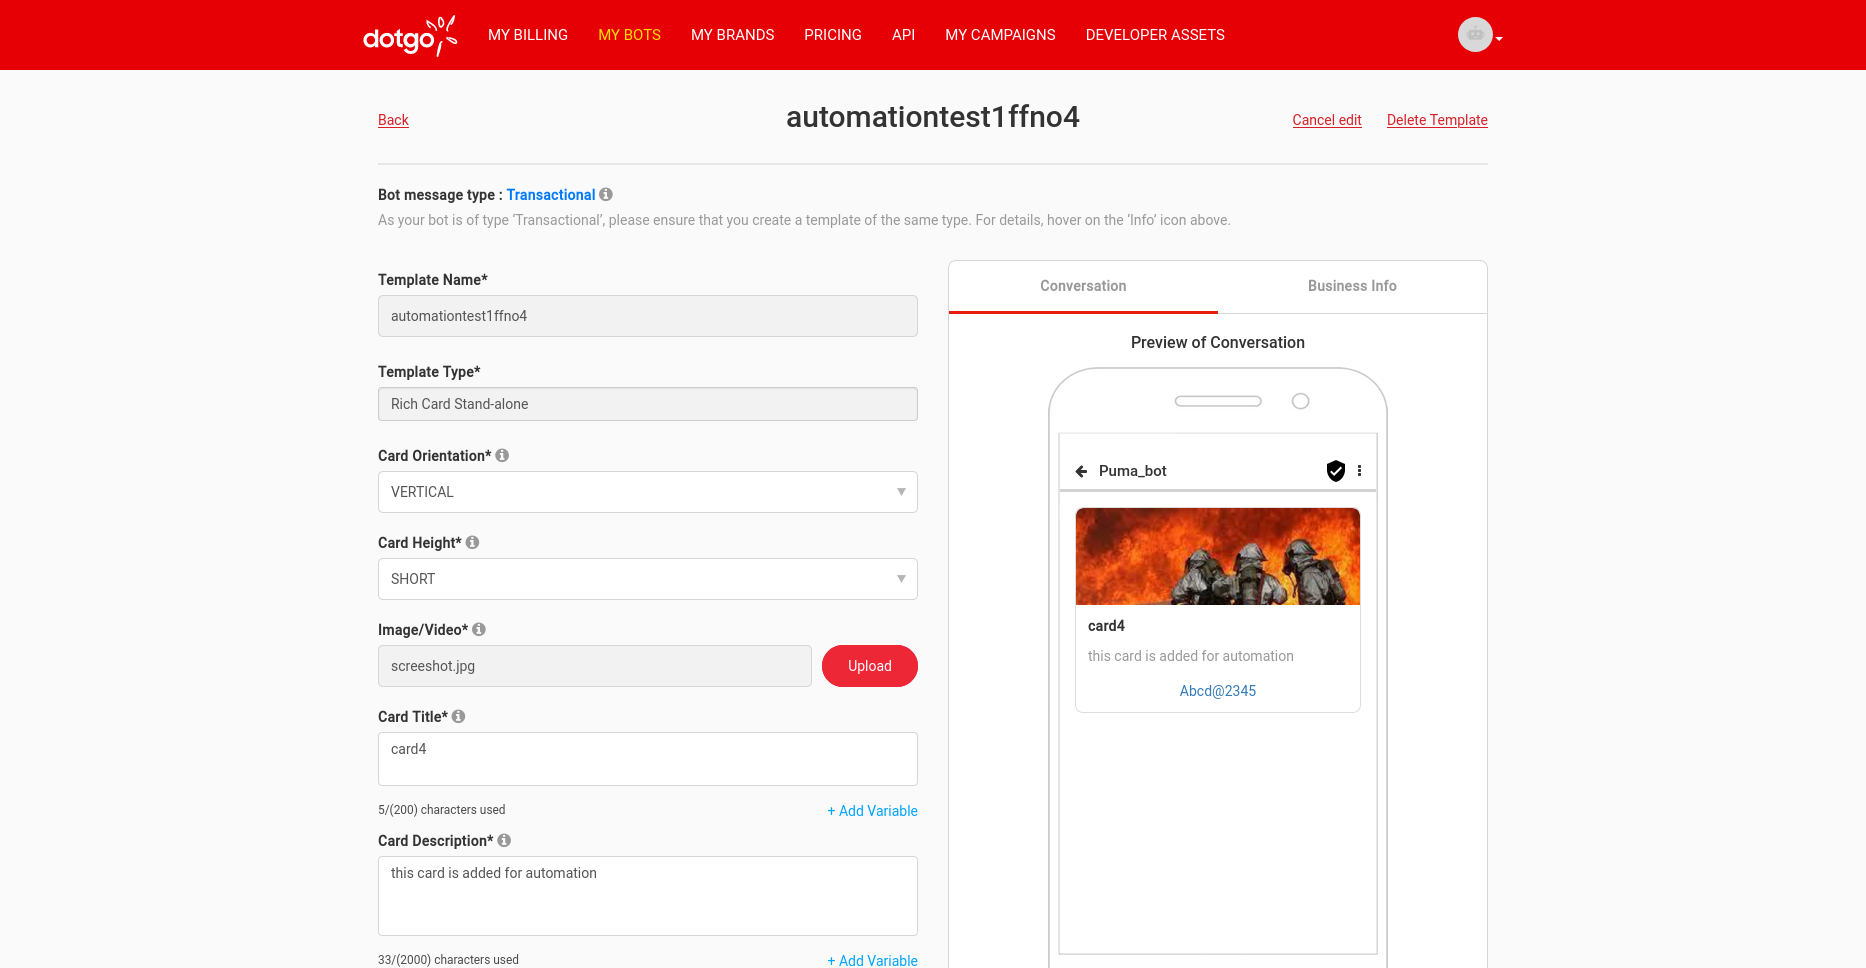 dotgo
MY BILLING
MY BOTS
MY BRANDS
PRICING
API
MY CAMPAIGNS
DEVELOPER ASSETS
Back
automationtest1ffno4
Cancel edit
Delete Template
Bot message type : Transactional
As your bot is of type ‘Transactional’, please ensure that you create a template of the same type. For details, hover on the ‘Info’ icon above.
Template Name*
automationtest1ffno4
Template Type*
Rich Card Stand-alone
Card Orientation*
VERTICAL
Card Height*
SHORT
Image/Video*
screeshot.jpg
Upload
Card Title*
card4
5/(200) characters used
+ Add Variable
Card Description*
this card is added for automation
33/(2000) characters used
+ Add Variable
Conversation
Business Info
Preview of Conversation
Puma_bot
card4
this card is added for automation
Abcd@2345